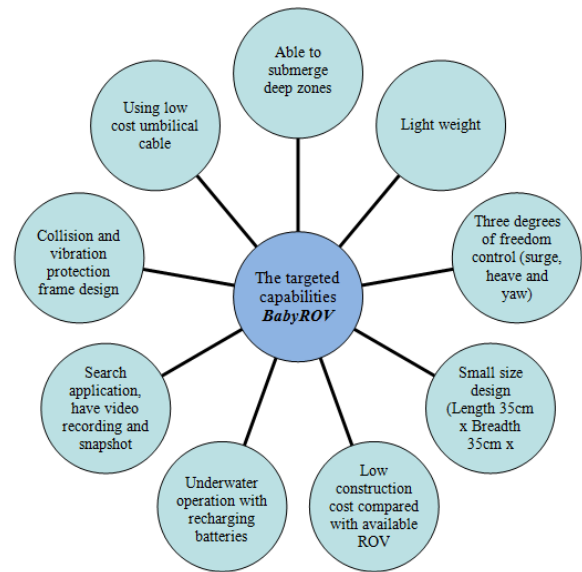 Able to
submerge
deep zones
Light weight
Three degrees
of freedom
control (surge,
heave and
yaw)
Small size
design
(Length 35cm
x Breadth
35cm x
Low
construction
cost compared
with available
ROV
Underwater
operation with
recharging
batteries
Search
application,
have video
recording and
snapshot
Collision and
vibration
protection
frame design
Using low
cost umbilical
cable
The targeted
capabilities
BabyROV